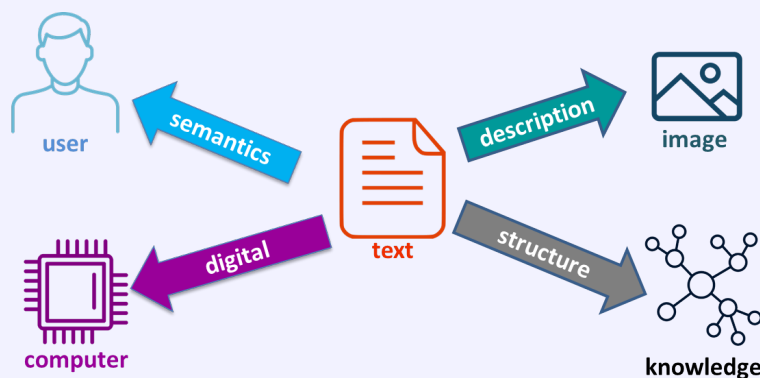 semantics
description
user
image
digital
text
structure
computer
knowledge